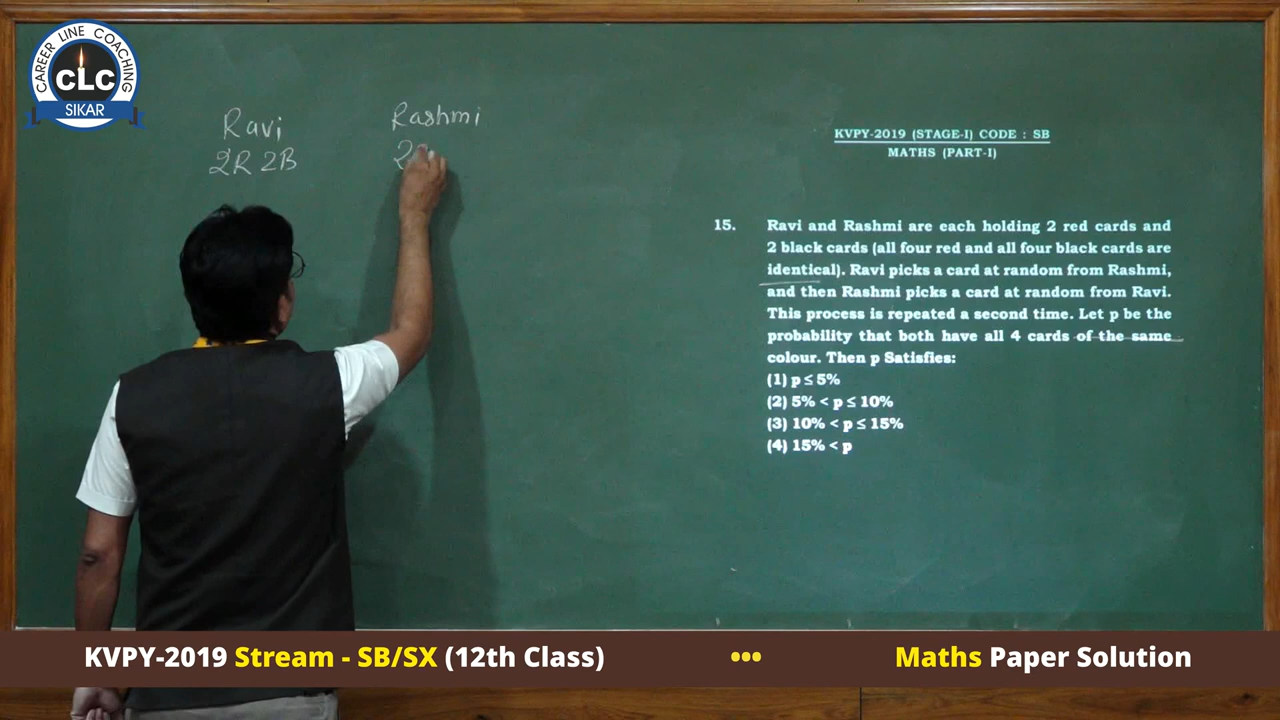 CAREER LINE COACHING
CLC
SIKAR
Ravi
2R 2B
Rashmi
2
KVPY-2019 (STAGE-I) CODE : SB
MATHS (PART-I)
15. Ravi and Rashmi are each holding 2 red cards and
2 black cards (all four red and all four black cards are
identical). Ravi picks a card at random from Rashmi,
and then Rashmi picks a card at random from Ravi.
This process is repeated a second time. Let p be the
probability that both have all 4 cards of the same
colour. Then p Satisfies:
(1) p ≤ 5%
(2) 5% < p ≤ 10%
(3) 10% < p ≤ 15%
(4) 15% < p
KVPY-2019 Stream - SB/SX (12th Class) ••• Maths Paper Solution